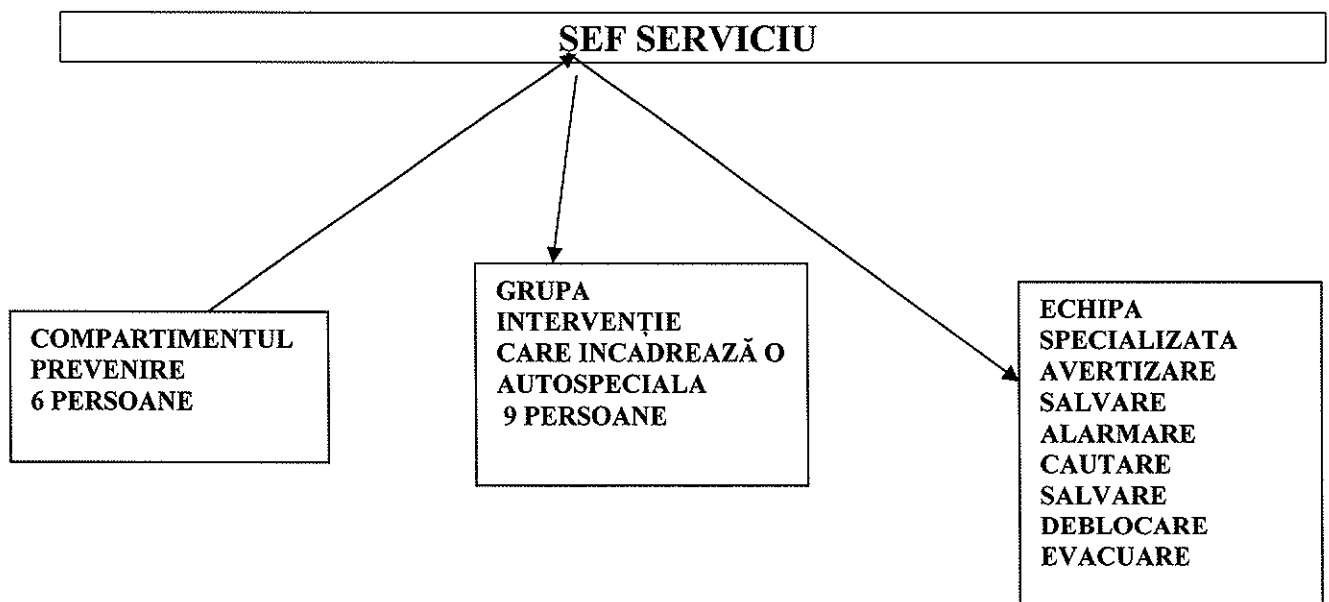 ȘEF SERVICIU
COMPARTIMENTUL
PREVENIRE
6 PERSOANE
GRUPA
INTERVENȚIE
CARE INCADREAZĂ O
AUTOSPECIALA
9 PERSOANE
ECHIPA
SPECIALIZATA
AVERTIZARE
SALVARE
ALARMARE
CAUTARE
SALVARE
DEBLOCARE
EVACUARE